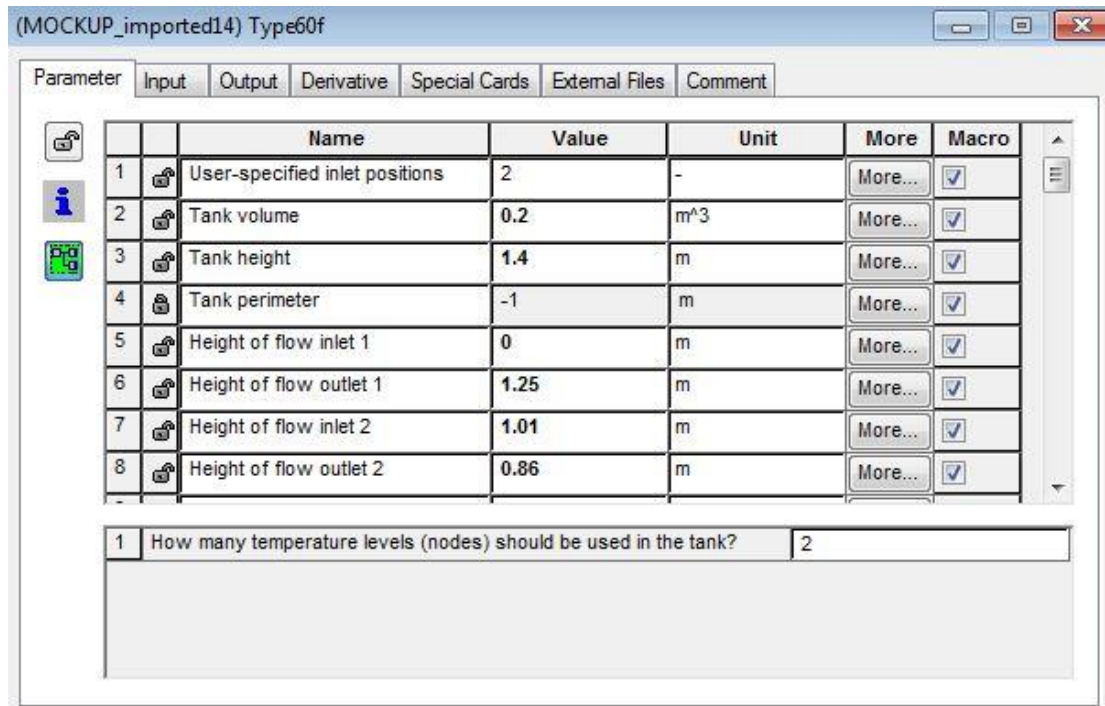 (MOCKUP_imported14) Type60f
Parameter Input Output Derivative Special Cards External Files Comment
Name Value Unit More Macro
1 User-specified inlet positions 2 - More...
2 Tank volume 0.2 m^3 More...
3 Tank height 1.4 m More...
4 Tank perimeter -1 m More...
5 Height of flow inlet 1 0 m More...
6 Height of flow outlet 1 1.25 m More...
7 Height of flow inlet 2 1.01 m More...
8 Height of flow outlet 2 0.86 m More...
1 How many temperature levels (nodes) should be used in the tank? 2